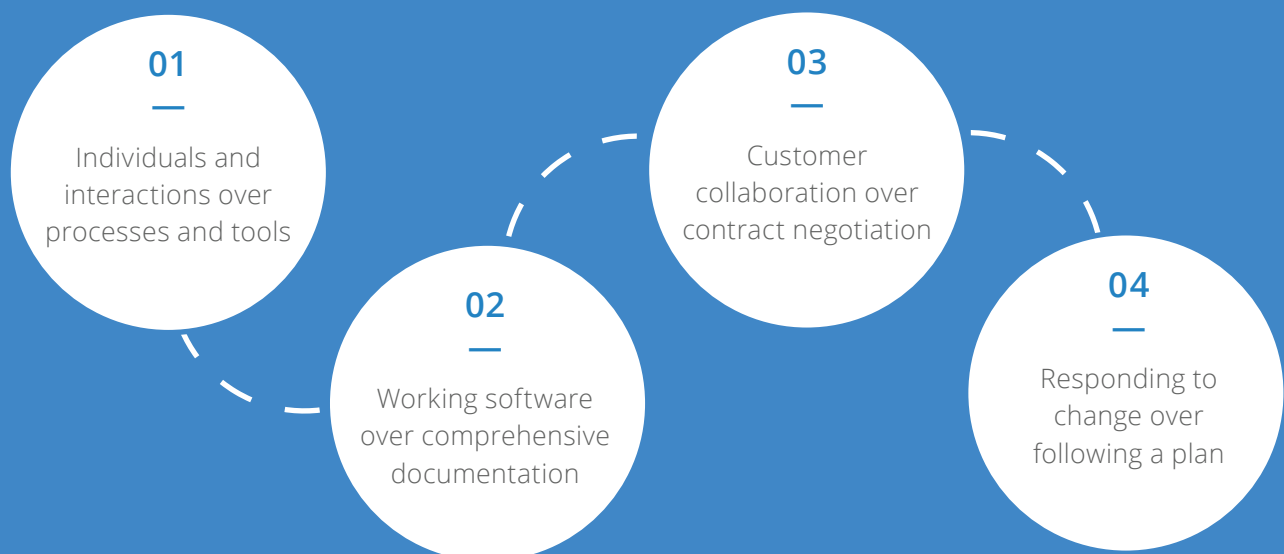 01
Individuals and
interactions over
processes and tools
02
Working software
over comprehensive
documentation
03
Customer
collaboration over
contract negotiation
04
Responding to
change over
following a plan